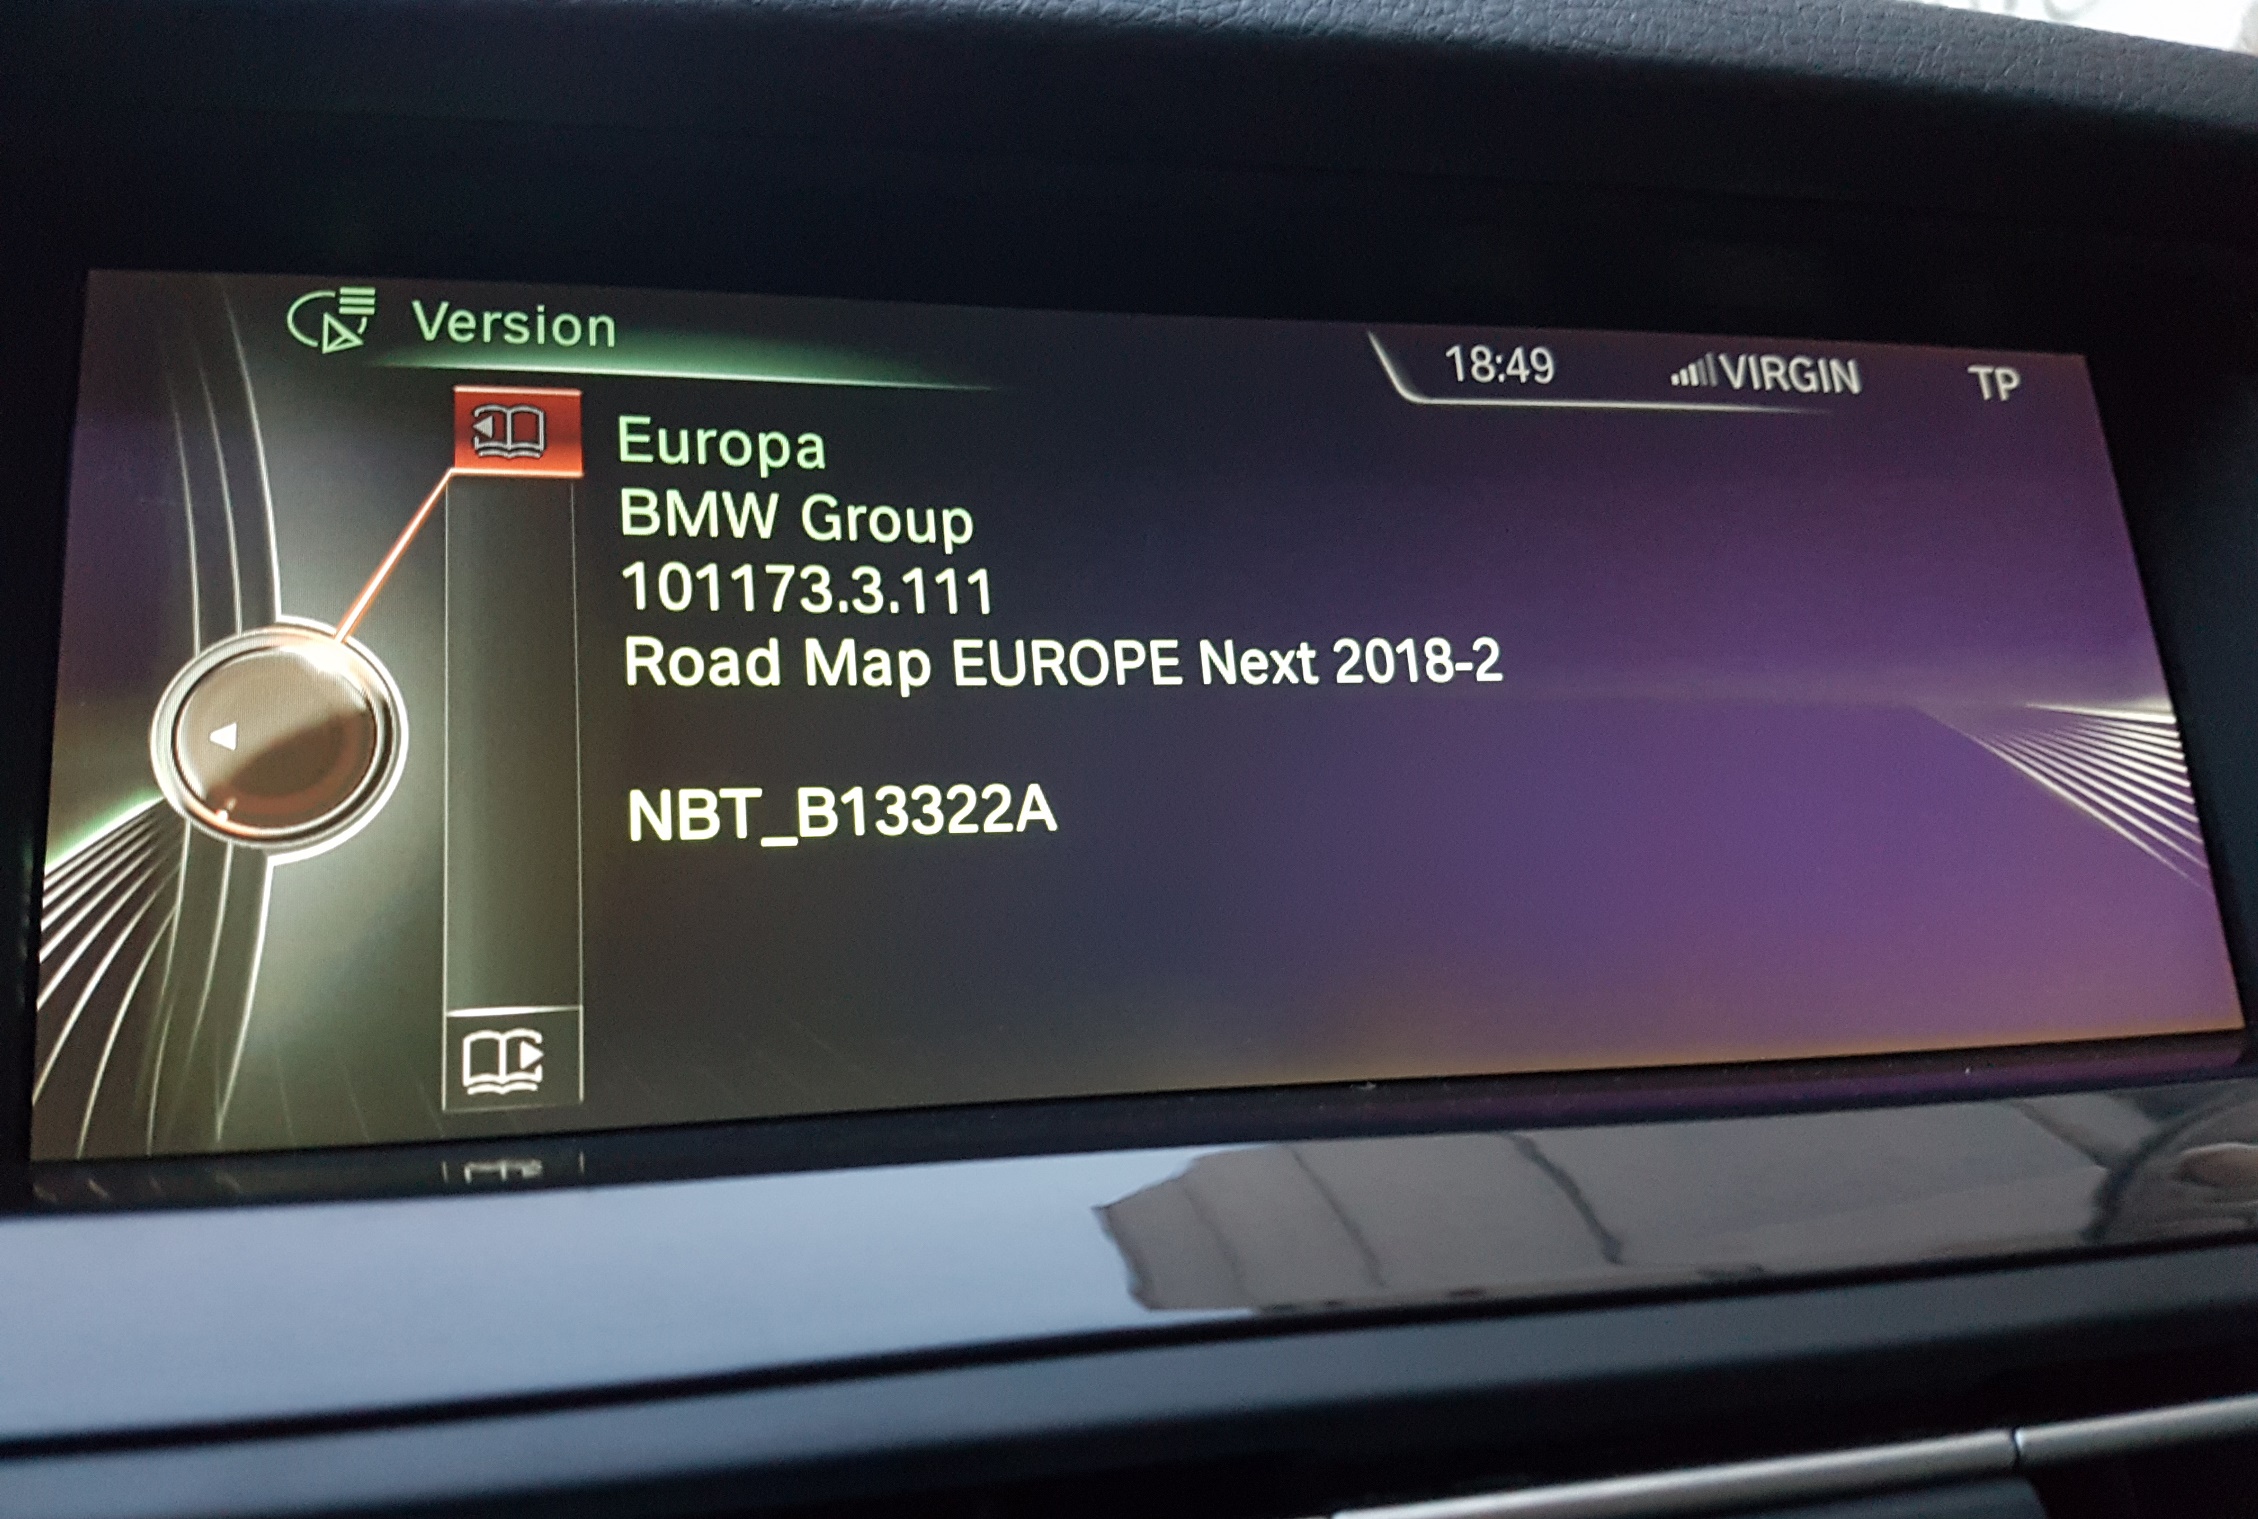 Version
18:49 VIRGIN TP
Europa
BMW Group
101173.3.111
Road Map EUROPE Next 2018-2
NBT_B13322A